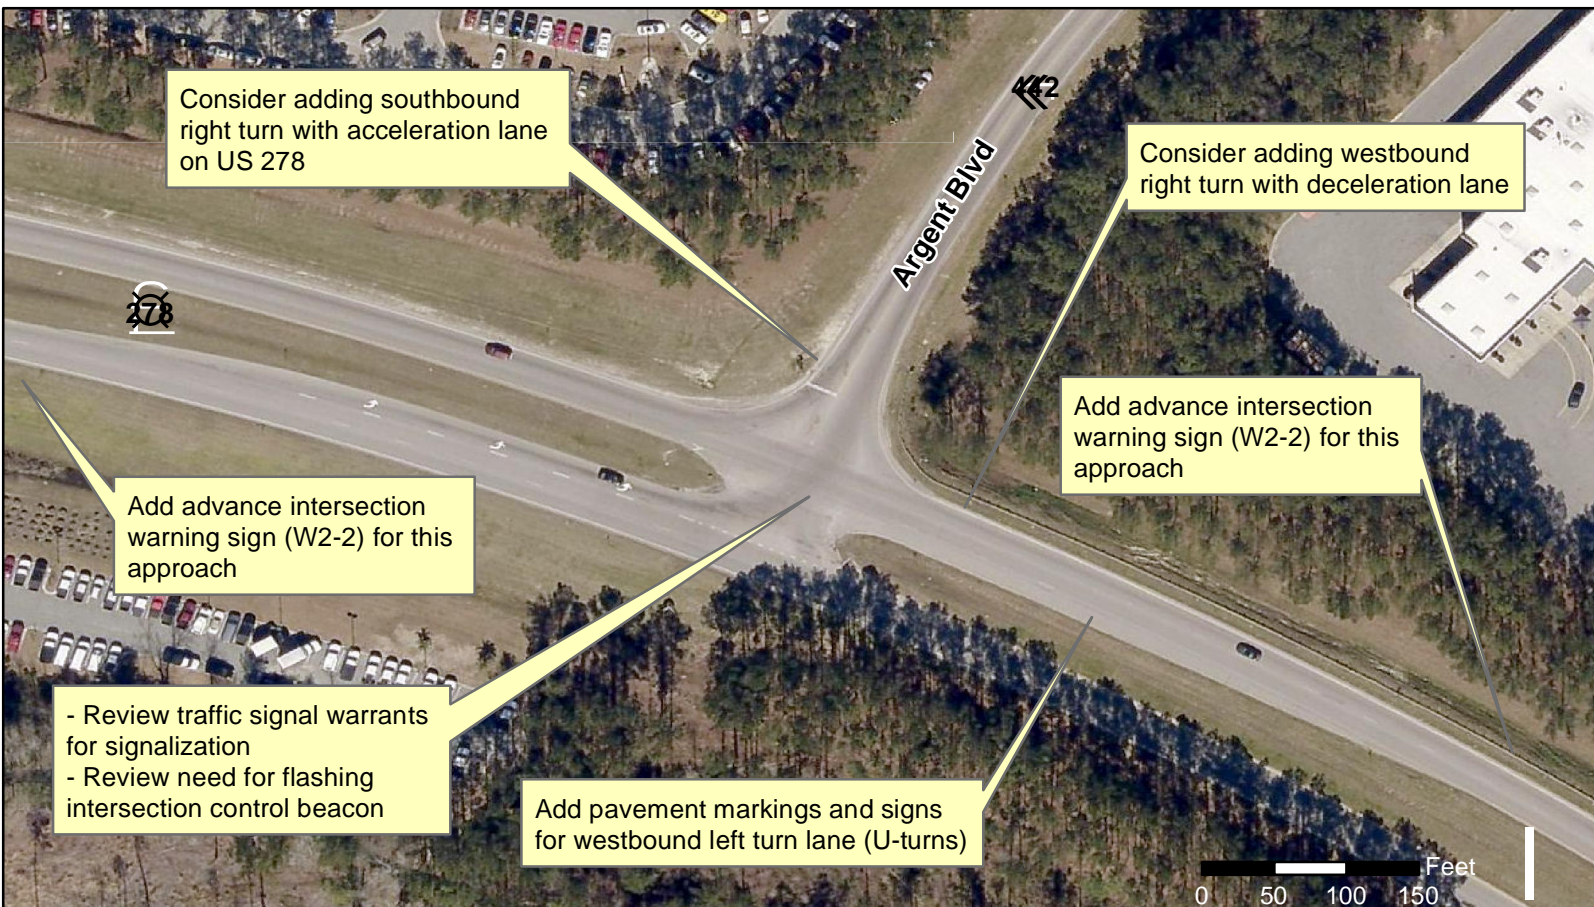 Consider adding southbound
right turn with acceleration lane
on US 278
442
Argent Blvd
Consider adding westbound
right turn with deceleration lane
278
Add advance intersection
warning sign (W2-2) for this
approach
Add advance intersection
warning sign (W2-2) for this
approach
- Review traffic signal warrants
for signalization
- Review need for flashing
intersection control beacon
Add pavement markings and signs
for westbound left turn lane (U-turns)
Feet
0 50 100 150